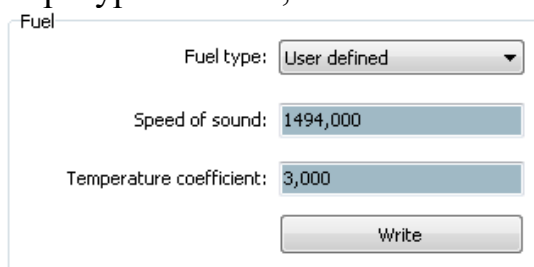 Fuel
Fuel type: User defined
Speed of sound: 1494,000
Temperature coefficient: 3,000
Write